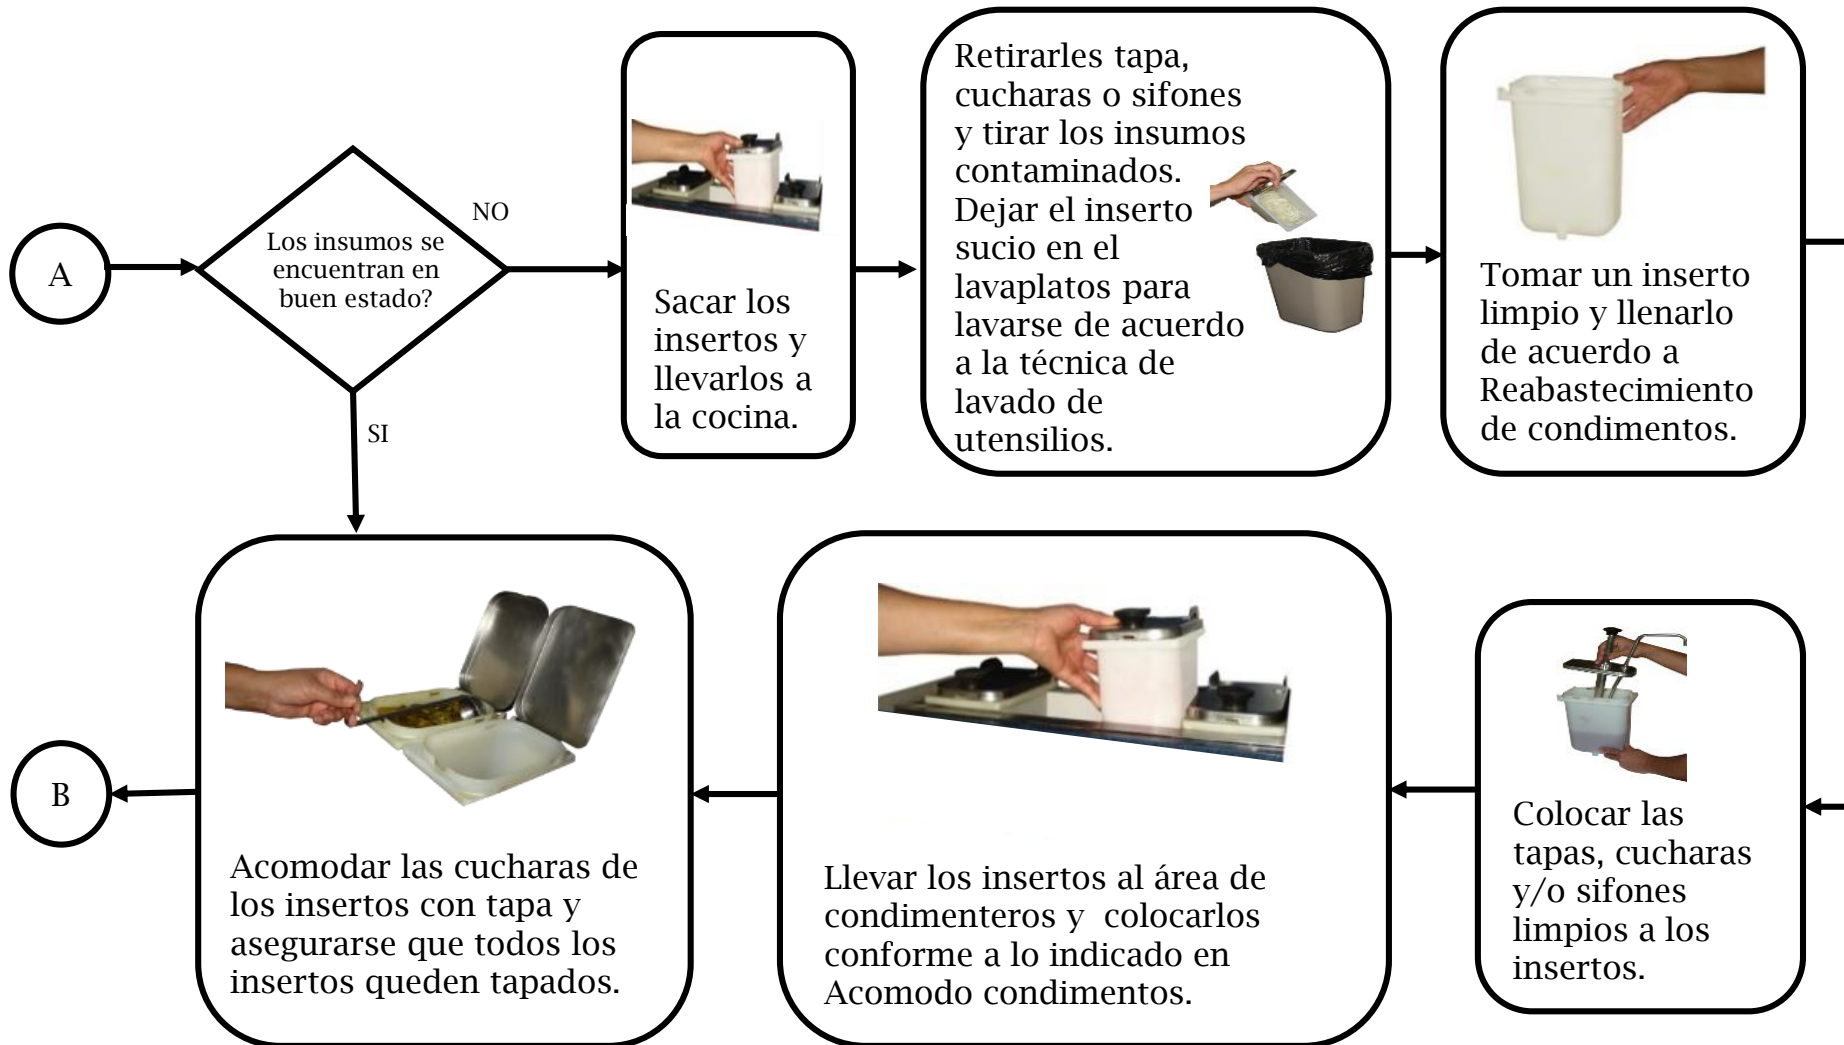 A
Los insumos se
encuentran en
buen estado?
NO
SI
Sacar los
insertos y
llevarlos a
la cocina.
Retirarles tapa,
cucharas o sifones
y tirar los insumos
contaminados.
Dejar el inserto
sucio en el
lavaplatos para
lavarse de acuerdo
a la técnica de
lavado de
utensilios.
Tomar un inserto
limpio y llenarlo
de acuerdo a
Reabastecimiento
de condimentos.
Colocar las
tapas, cucharas
y/o sifones
limpios a los
insertos.
Llevar los insertos al área de
condimenteros y  colocarlos
conforme a lo indicado en
Acomodo condimentos.
Acomodar las cucharas de
los insertos con tapa y
asegurarse que todos los
insertos queden tapados.
B